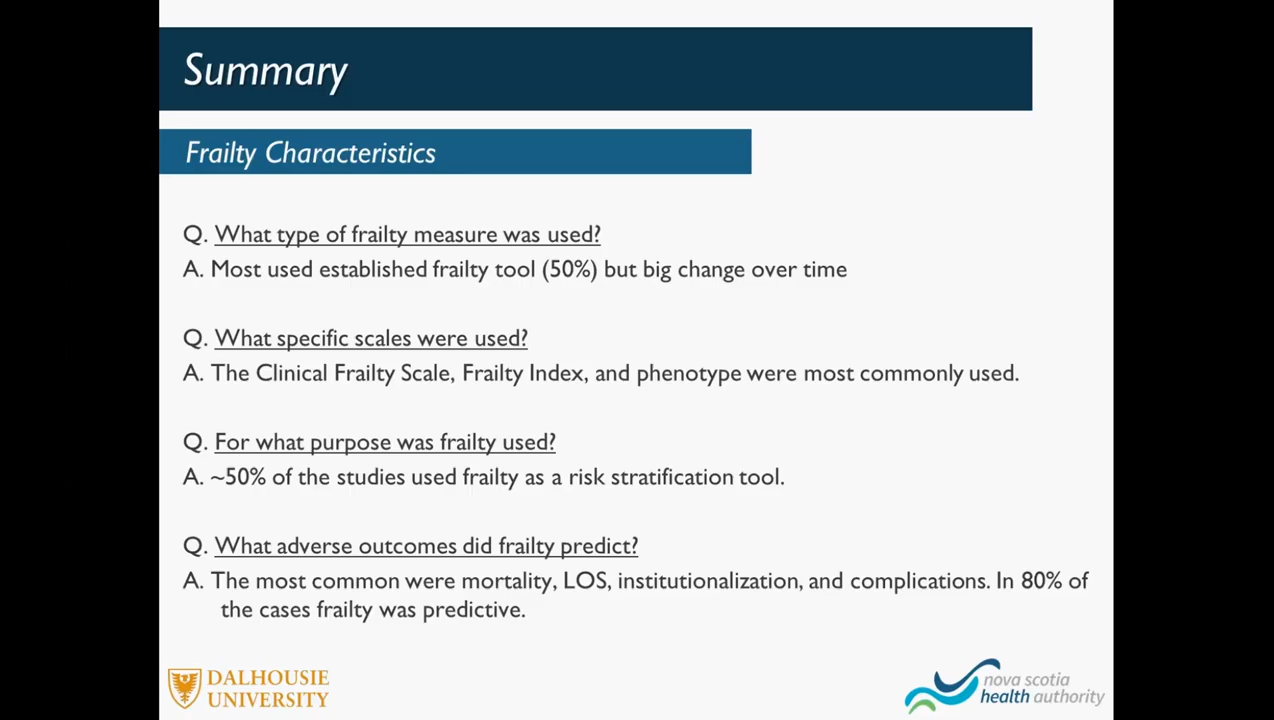 Summary
Frailty Characteristics
Q. What type of frailty measure was used?
A. Most used established frailty tool (50%) but big change over time
Q. What specific scales were used?
A. The Clinical Frailty Scale, Frailty Index, and phenotype were most commonly used.
Q. For what purpose was frailty used?
A. ~50% of the studies used frailty as a risk stratification tool.
Q. What adverse outcomes did frailty predict?
A. The most common were mortality, LOS, institutionalization, and complications. In 80% of
the cases frailty was predictive.
DALHOUSIE
UNIVERSITY
nova scotia
health authority